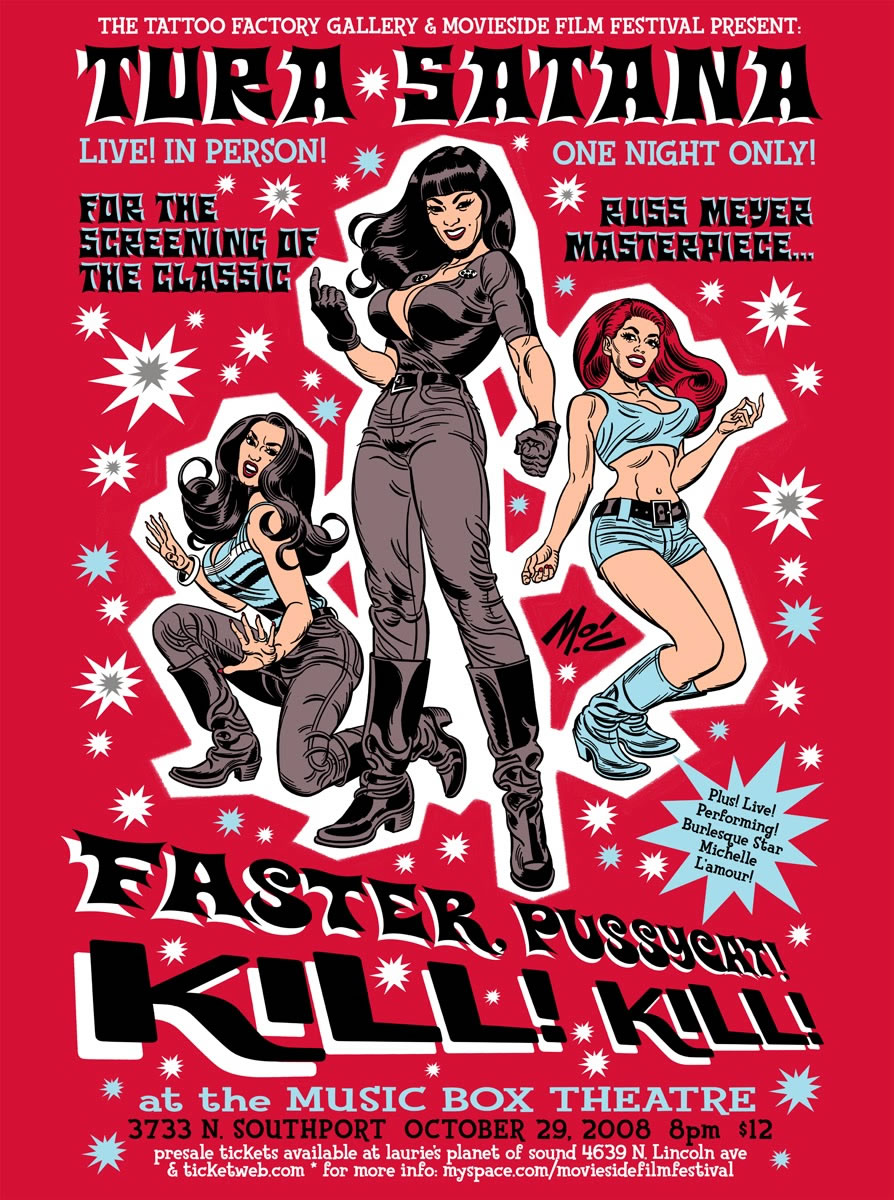 THE TATTOO FACTORY GALLERY & MOVIESIDE FILM FESTIVAL PRESENT:
TURA SATANA
LIVE! IN PERSON!
ONE NIGHT ONLY!
FOR THE
SCREENING OF
THE CLASSIC
RUSS MEYER
MASTERPIECE...
Mo!U
Plus! Live!
Performing!
Burlesque Star
Michelle
L'amour!
FASTER, PUSSYCAT!
KILL! KILL!
at the MUSIC BOX THEATRE
3733 N. SOUTHPORT OCTOBER 29, 2008 8pm $12
presale tickets available at laurie's planet of sound 4639 N. Lincoln ave
& ticketweb.com * for more info: myspace.com/moviesidefilmfestival